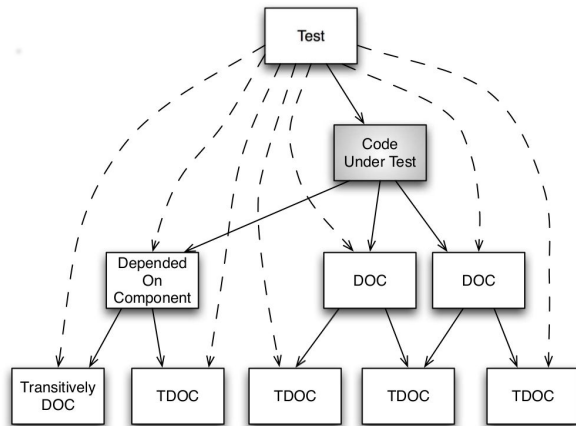 Test
Code
Under Test
Depended
On
Component
DOC
DOC
Transitively
DOC
TDOC
TDOC
TDOC
TDOC